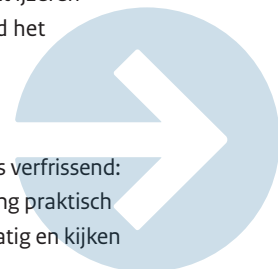 d het
s verfrissend:
ng praktisch
atig en kijken